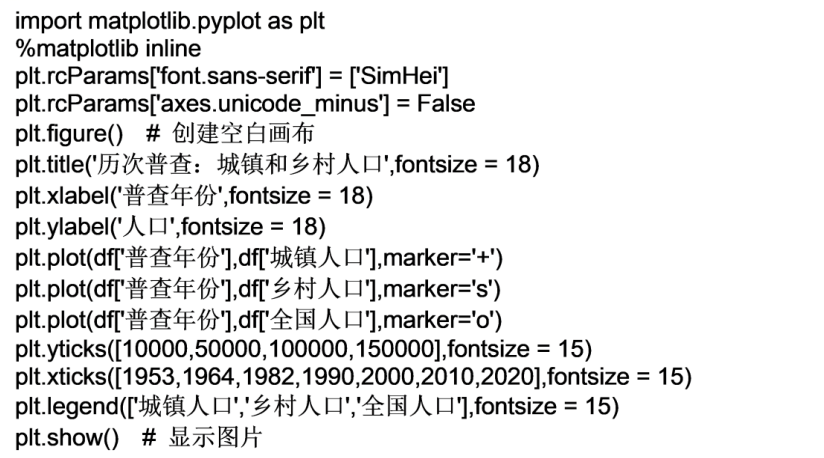 import matplotlib.pyplot as plt
%matplotlib inline
plt.rcParams['font.sans-serif'] = ['SimHei']
plt.rcParams['axes.unicode_minus'] = False
plt.figure()   # 创建空白画布
plt.title('历次普查：城镇和乡村人口',fontsize = 18)
plt.xlabel('普查年份',fontsize = 18)
plt.ylabel('人口',fontsize = 18)
plt.plot(df['普查年份'],df['城镇人口'],marker='+')
plt.plot(df['普查年份'],df['乡村人口'],marker='s')
plt.plot(df['普查年份'],df['全国人口'],marker='o')
plt.yticks([10000,50000,100000,150000],fontsize = 15)
plt.xticks([1953,1964,1982,1990,2000,2010,2020],fontsize = 15)
plt.legend(['城镇人口','乡村人口','全国人口'],fontsize = 15)
plt.show()   # 显示图片